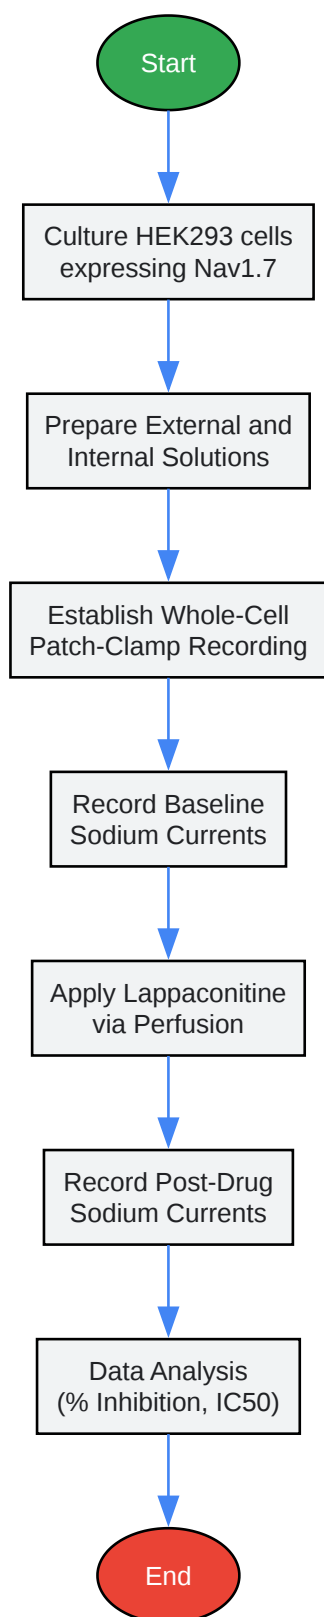 Start
Culture HEK293 cells
expressing Nav1.7
Prepare External and
Internal Solutions
Establish Whole-Cell
Patch-Clamp Recording
Record Baseline
Sodium Currents
Apply Lappaconitine
via Perfusion
Record Post-Drug
Sodium Currents
Data Analysis
(% Inhibition, IC50)
End